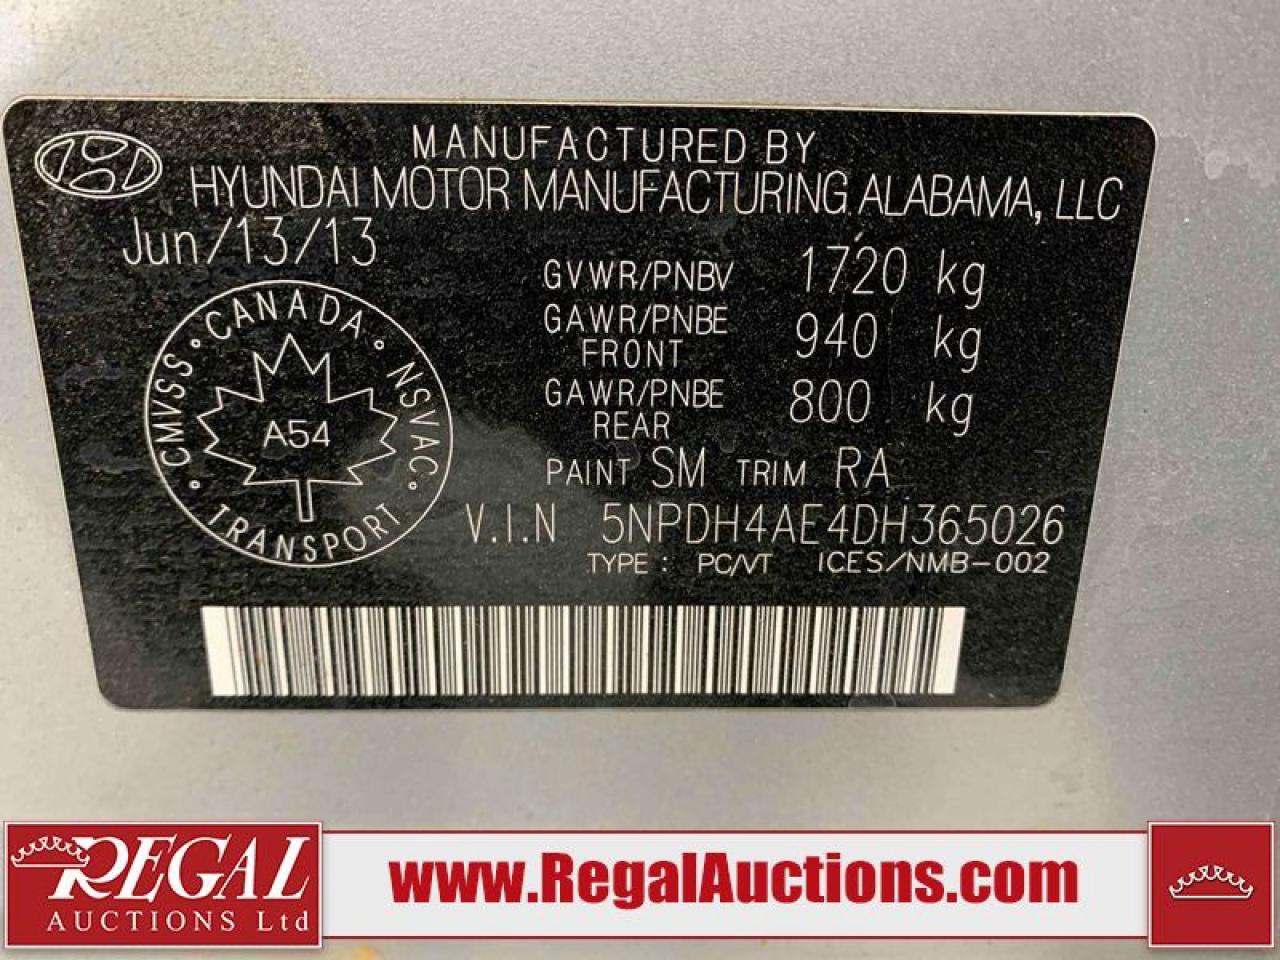 MANUFACTURED BY
HYUNDAI MOTOR MANUFACTURING ALABAMA, LLC
Jun/13/13
GVWR/PNBV 1720 kg
GAWR/PNBE FRONT 940 kg
GAWR/PNBE REAR 800 kg
PAINT SM TRIM RA
V.I.N 5NPDH4AE4DH365026
TYPE : PC/VT ICES/NMB-002
CANADA · NSVAC · TRANSPORT · CMVSS ·
A54
REGAL
AUCTIONS Ltd
www.RegalAuctions.com